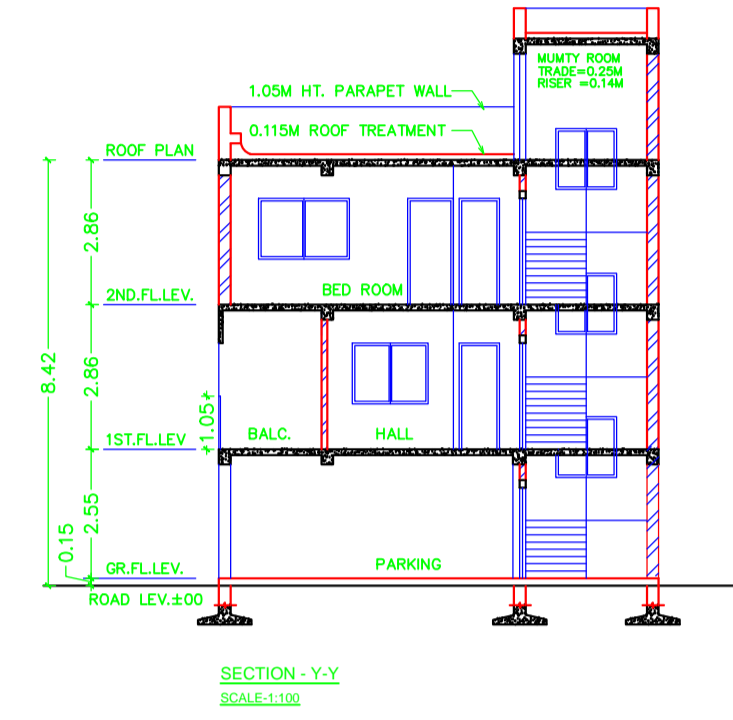 MUMTY ROOM
TRADE=0.25M
RISER =0.14M
1.05M HT. PARAPET WALL
0.115M ROOF TREATMENT
ROOF PLAN
2.86
2ND.FL.LEV.
BED ROOM
8.42
2.86
1.05
1ST.FL.LEV
BALC.
HALL
2.55
0.15
GR.FL.LEV.
PARKING
ROAD LEV.±00
SECTION - Y-Y
SCALE-1:100